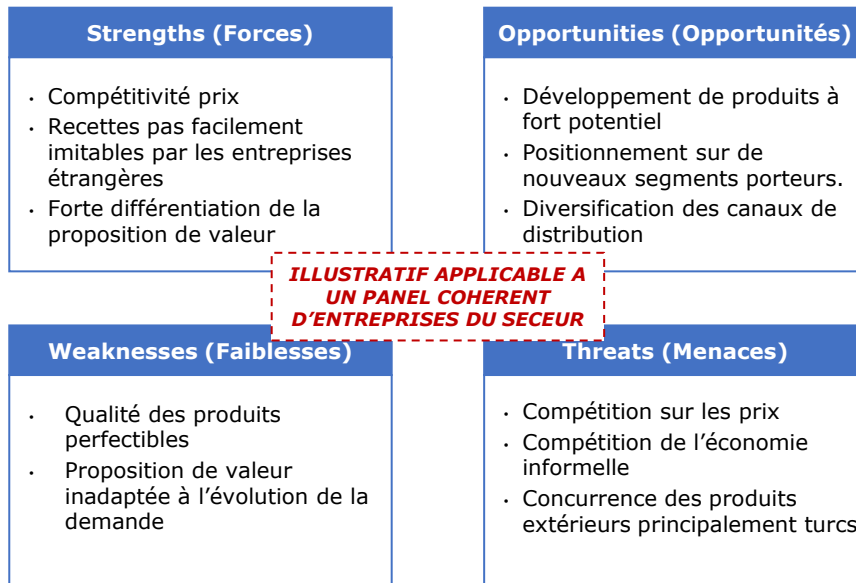 Strengths (Forces)
• Compétitivité prix
• Recettes pas facilement
imitables par les entreprises
étrangères
• Forte différentiation de la
proposition de valeur
Opportunities (Opportunités)
• Développement de produits à
fort potentiel
• Positionnement sur de
nouveaux segments porteurs.
• Diversification des canaux de
distribution
ILLUSTRATIF APPLICABLE A
UN PANEL COHERENT
D’ENTREPRISES DU SECEUR
Weaknesses (Faiblesses)
• Qualité des produits
perfectibles
• Proposition de valeur
inadaptée à l’évolution de la
demande
Threats (Menaces)
• Compétition sur les prix
• Compétition de l’économie
informelle
• Concurrence des produits
extérieurs principalement turcs